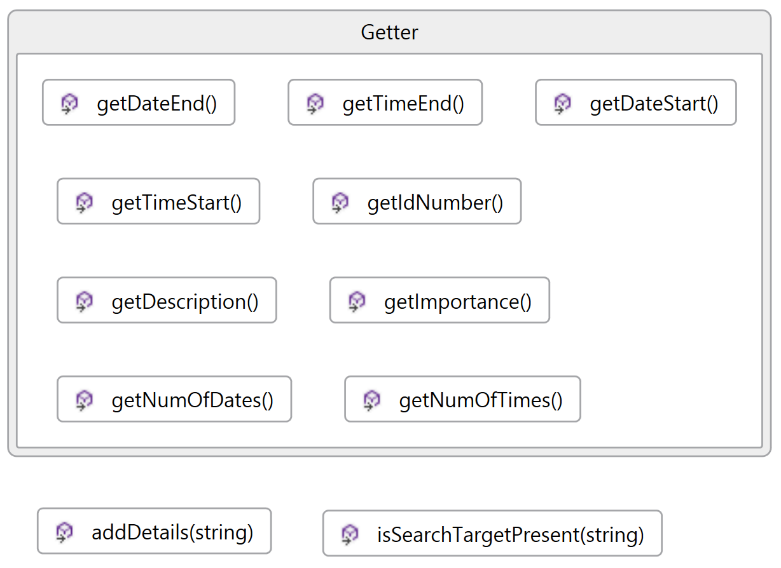 Getter
getDateEnd() getTimeEnd() getDateStart()
getTimeStart() getIdNumber()
getDescription() getImportance()
getNumOfDates() getNumOfTimes()
addDetails(string) isSearchTargetPresent(string)